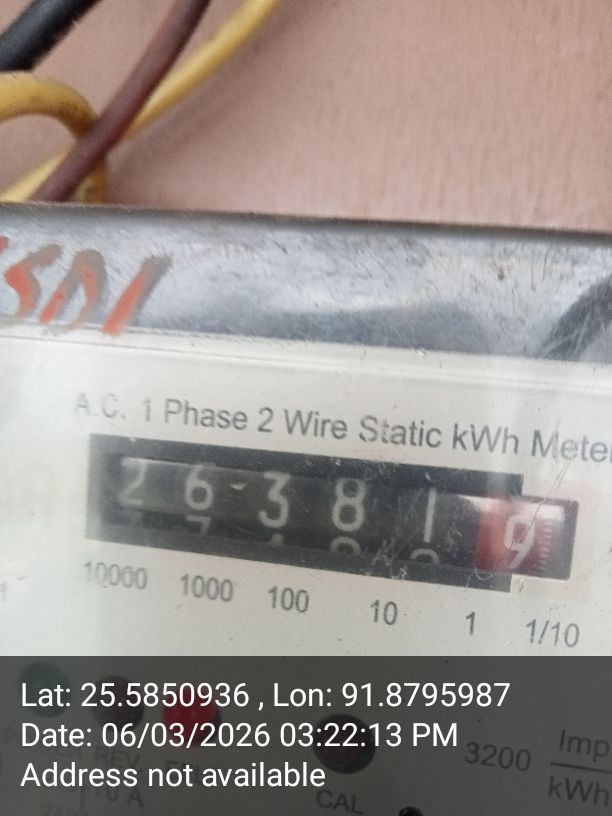 SDI
A.C. 1 Phase 2 Wire Static kWh Meter
2 6 3 8 1 9
10000 1000 100 10 1 1/10
Lat: 25.5850936 , Lon: 91.8795987
Date: 06/03/2026 03:22:13 PM
Address not available
REV
3200 Imp
kWh
10 A
CAL